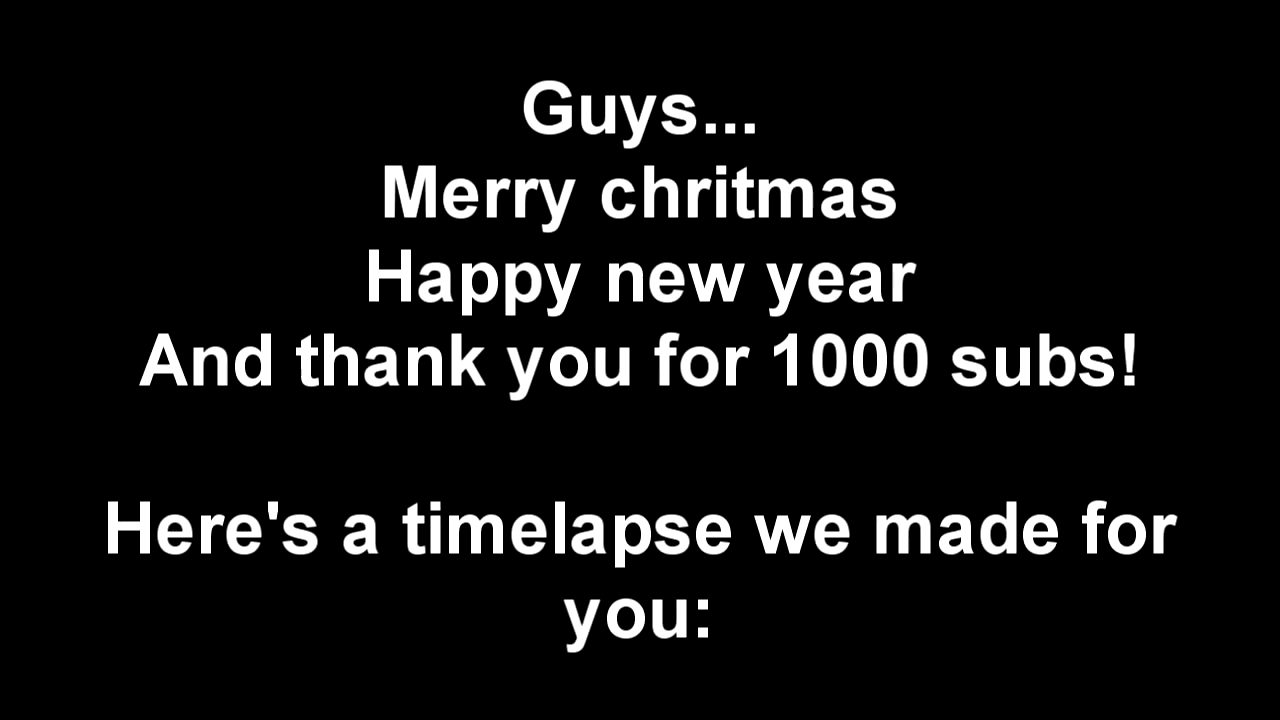 Guys...
Merry chritmas
Happy new year
And thank you for 1000 subs!
Here's a timelapse we made for
you: